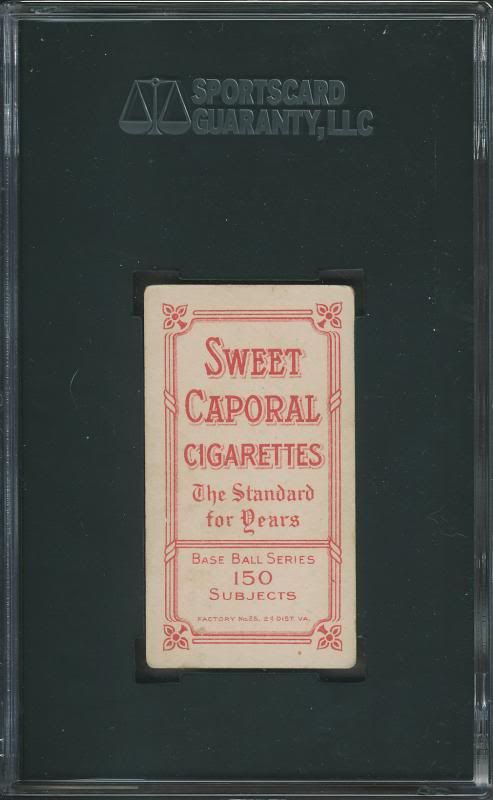 SPORTSCARD
GUARANTY, LLC
SWEET
CAPORAL
CIGARETTES
The Standard
for Years
BASE BALL SERIES
150
SUBJECTS
FACTORY No. 25, 2d DIST. VA.